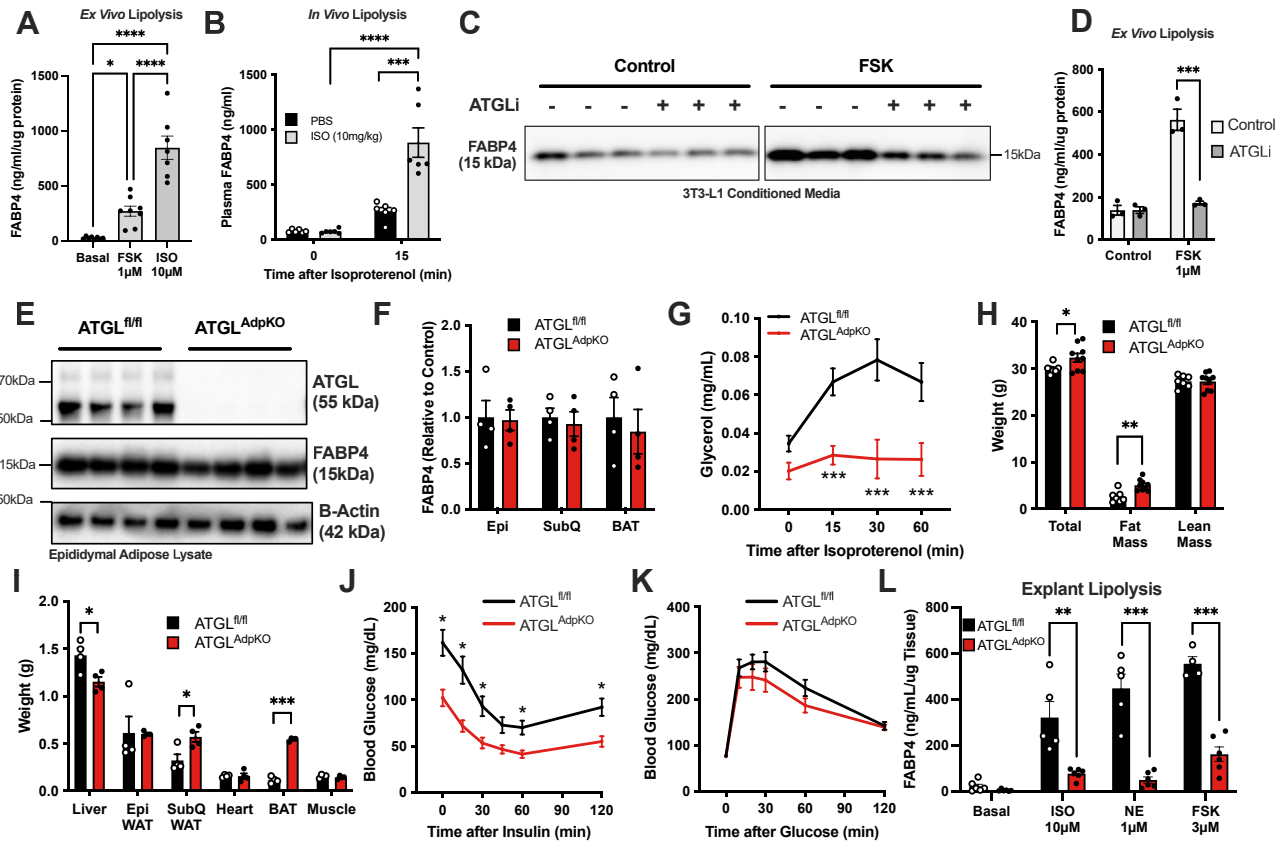 A
Ex Vivo Lipolysis
****
*
****
FABP4 (ng/ml/ug protein)
1500
1000
500
0
Basal
FSK
1µM
ISO
10µM
B
In Vivo Lipolysis
****
***
Plasma FABP4 (ng/ml)
1500
1000
500
0
PBS
ISO (10mg/kg)
0
15
Time after Isoproterenol (min)
C
Control
FSK
ATGLi
- - - + + + - - - + + +
FABP4
(15 kDa)
15kDa
3T3-L1 Conditioned Media
D
Ex Vivo Lipolysis
***
FABP4 (ng/ml/ug protein)
800
600
400
200
0
Control
FSK
1µM
Control
ATGLi
E
ATGLfl/fl
ATGLAdpKO
70kDa
50kDa
ATGL
(55 kDa)
15kDa
FABP4
(15kDa)
50kDa
B-Actin
(42 kDa)
Epididymal Adipose Lysate
F
ATGLfl/fl
ATGLAdpKO
FABP4 (Relative to Control)
2.0
1.5
1.0
0.5
0.0
Epi
SubQ
BAT
G
ATGLfl/fl
ATGLAdpKO
Glycerol (mg/mL)
0.10
0.08
0.06
0.04
0.02
0.00
***
***
***
0
15
30
60
Time after Isoproterenol (min)
H
ATGLfl/fl
ATGLAdpKO
*
**
Weight (g)
40
30
20
10
0
Total
Fat
Mass
Lean
Mass
I
ATGLfl/fl
ATGLAdpKO
*
*
***
Weight (g)
2.0
1.5
1.0
0.5
0.0
Liver
Epi
WAT
SubQ
WAT
Heart
BAT
Muscle
J
ATGLfl/fl
ATGLAdpKO
Blood Glucose (mg/dL)
200
150
100
50
0
*
*
*
*
*
0
30
60
90
120
Time after Insulin (min)
K
ATGLfl/fl
ATGLAdpKO
Blood Glucose (mg/dL)
400
300
200
100
0
0
30
60
90
120
Time after Glucose (min)
L
Explant Lipolysis
ATGLfl/fl
ATGLAdpKO
**
***
***
FABP4 (ng/mL/ug Tissue)
800
600
400
200
0
Basal
ISO
10µM
NE
1µM
FSK
3µM